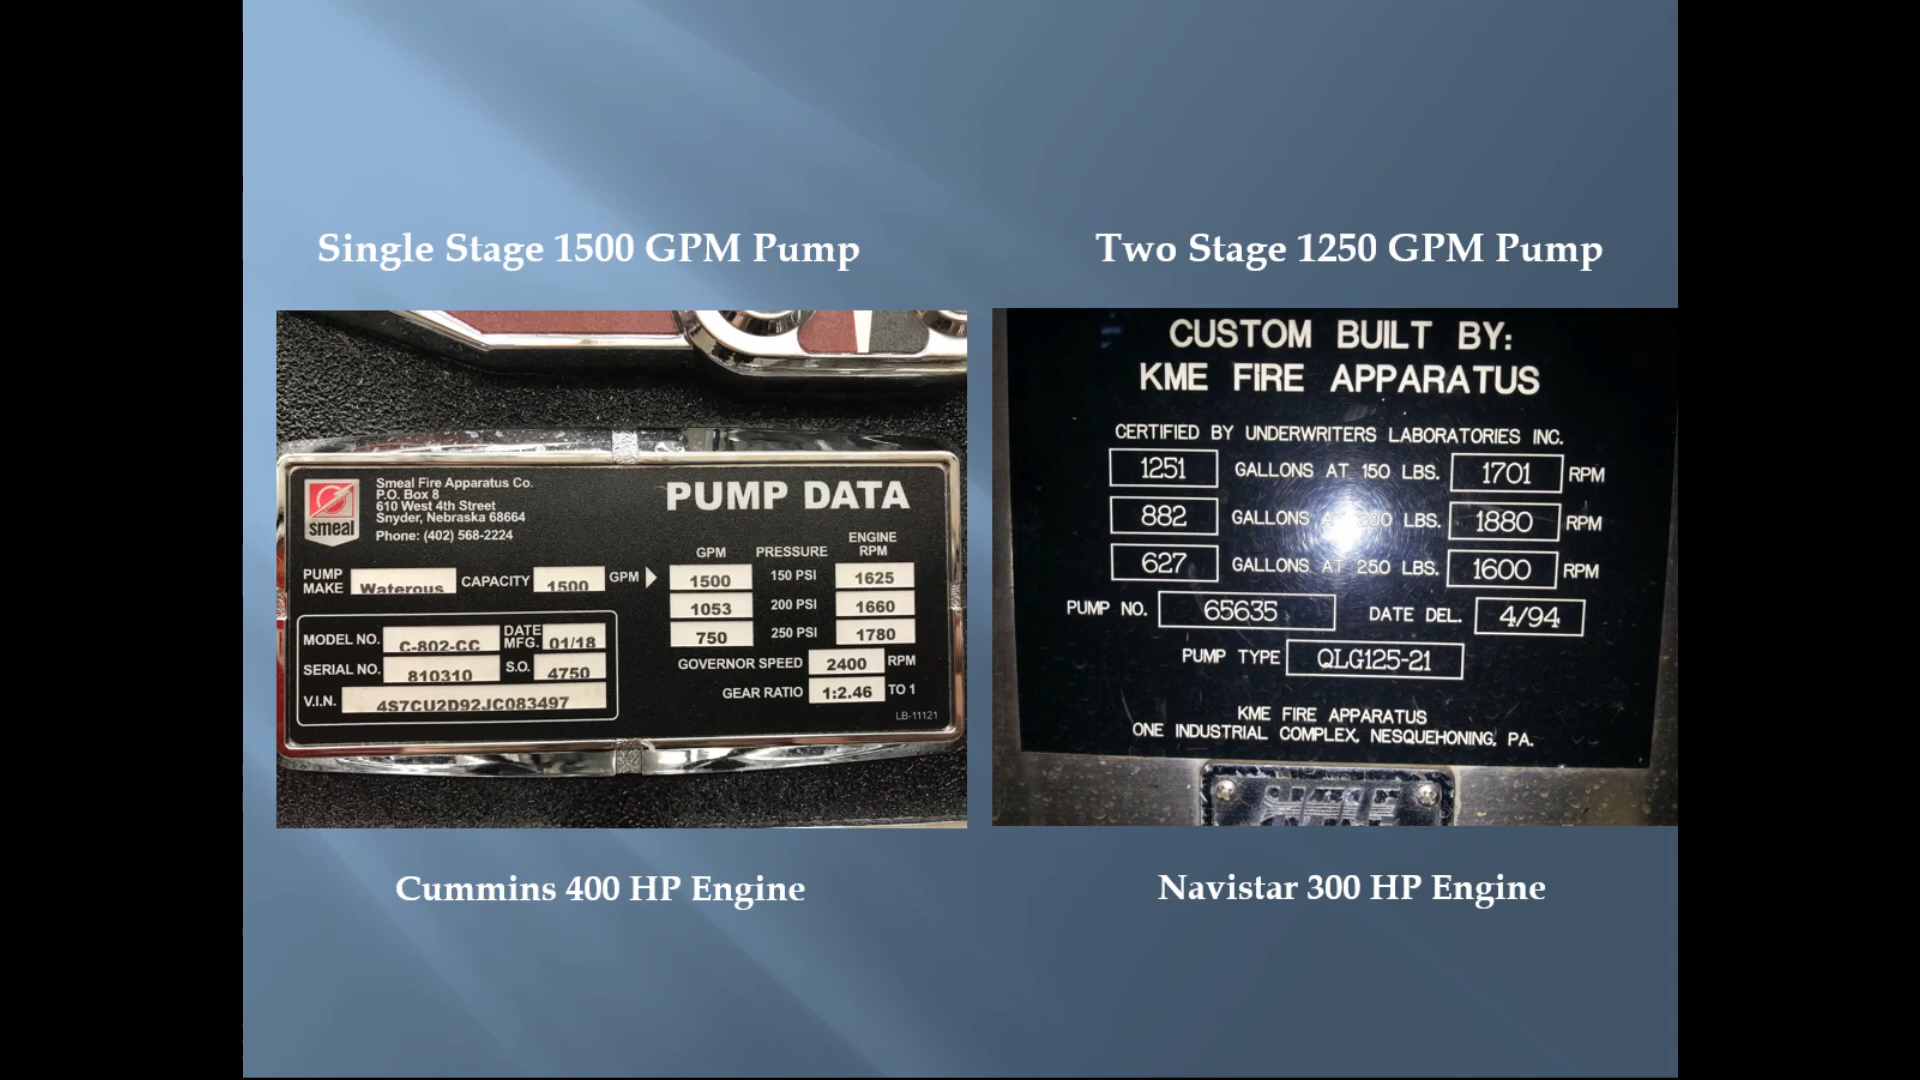 Single Stage 1500 GPM Pump
Two Stage 1250 GPM Pump
smeal
Smeal Fire Apparatus Co.
P.O. Box 8
610 West 4th Street
Snyder, Nebraska 68664
Phone: (402) 568-2224
PUMP DATA
GPM PRESSURE ENGINE RPM
PUMP MAKE Waterous CAPACITY 1500 GPM
1500 150 PSI 1625
1053 200 PSI 1660
750 250 PSI 1780
MODEL NO. C-802-CC DATE MFG. 01/18
SERIAL NO. 810310 S.O. 4750
V.I.N. 4S7CU2D92JC083497
GOVERNOR SPEED 2400 RPM
GEAR RATIO 1:2.46 TO 1
LB-11121
CUSTOM BUILT BY:
KME FIRE APPARATUS
CERTIFIED BY UNDERWRITERS LABORATORIES INC.
1251 GALLONS AT 150 LBS. 1701 RPM
882 GALLONS AT 200 LBS. 1880 RPM
627 GALLONS AT 250 LBS. 1600 RPM
PUMP NO. 65635 DATE DEL. 4/94
PUMP TYPE QLG125-21
KME FIRE APPARATUS
ONE INDUSTRIAL COMPLEX, NESQUEHONING, PA.
Cummins 400 HP Engine
Navistar 300 HP Engine